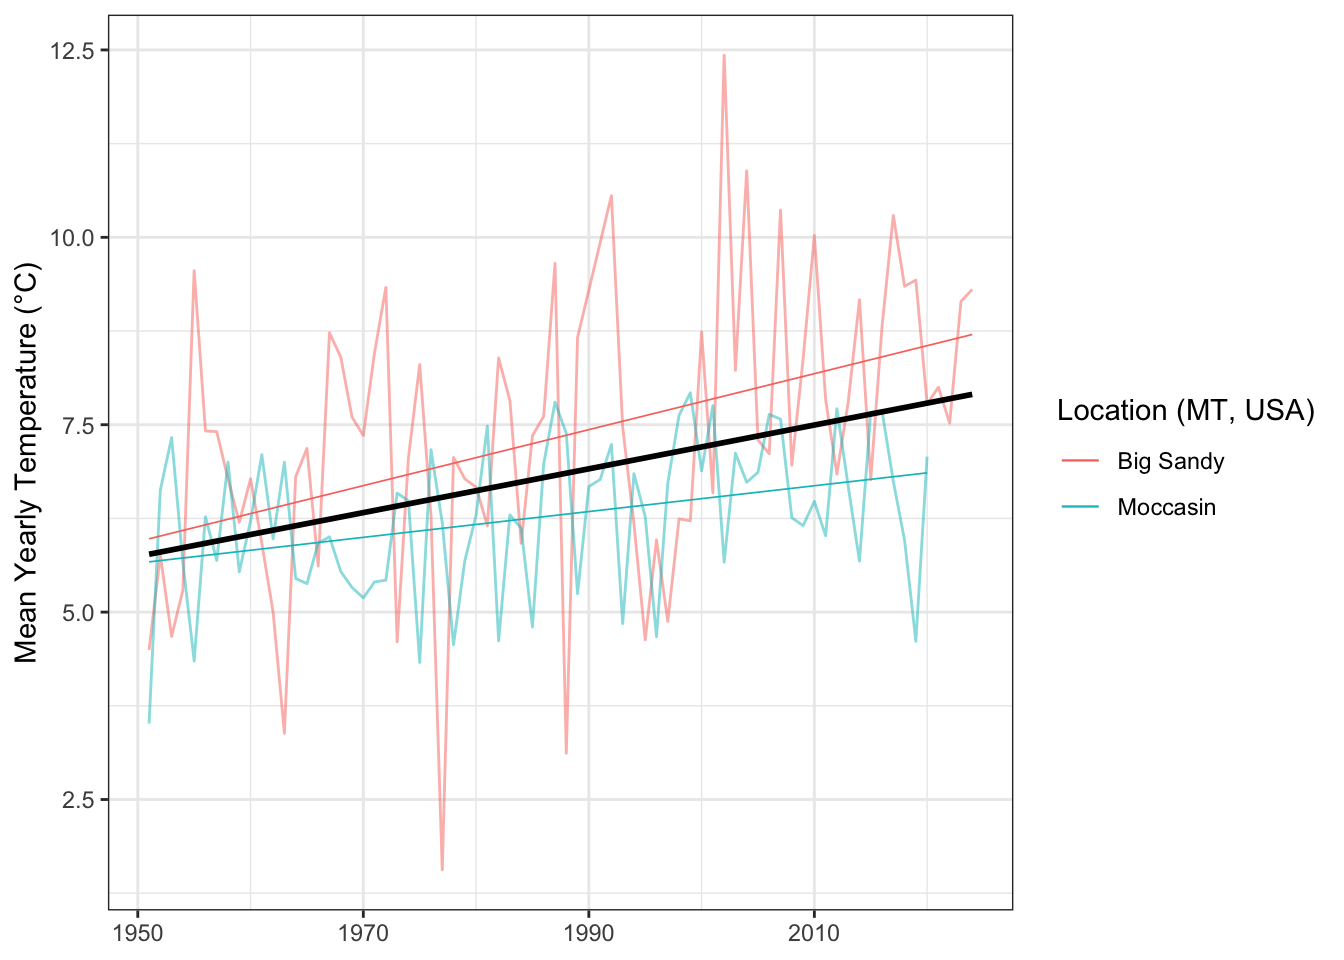 12.5
10.0
7.5
5.0
2.5
Mean Yearly Temperature (°C)
1950 1970 1990 2010
Location (MT, USA)
Big Sandy
Moccasin